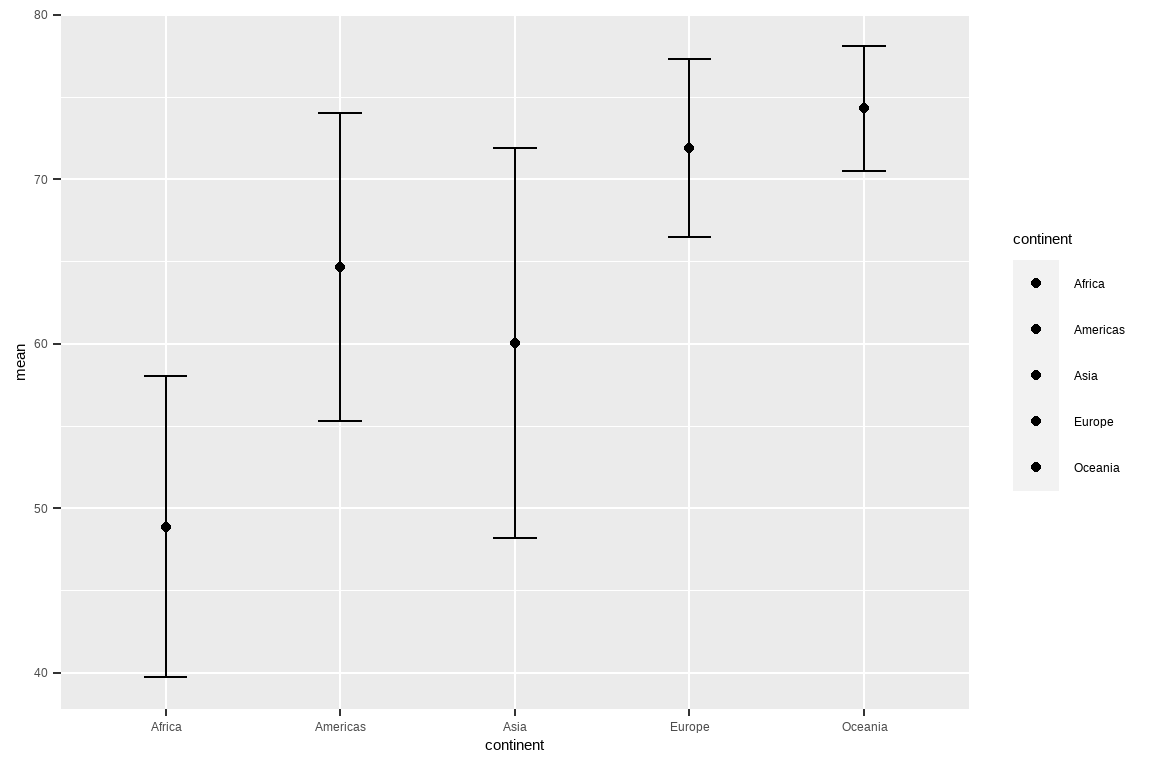 80
70
60
50
40
mean
Africa Americas Asia Europe Oceania
continent
continent
Africa
Americas
Asia
Europe
Oceania